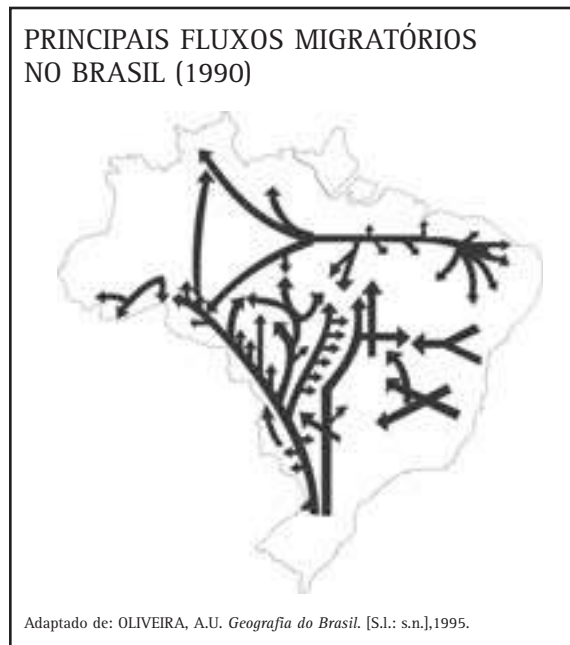 PRINCIPAIS FLUXOS MIGRATÓRIOS
NO BRASIL (1990)
Adaptado de: OLIVEIRA, A.U. Geografia do Brasil. [S.l.: s.n.],1995.